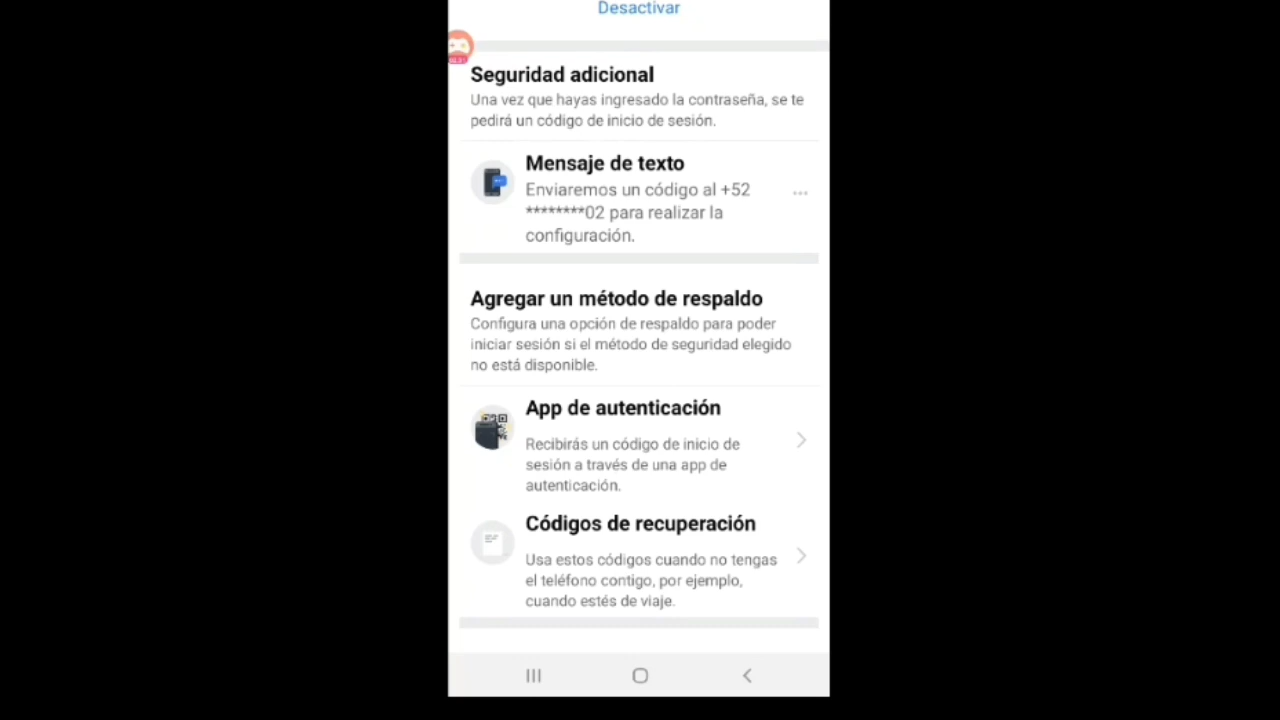 Desactivar
Seguridad adicional
Una vez que hayas ingresado la contraseña, se te
pedirá un código de inicio de sesión.
Mensaje de texto
Enviaremos un código al +52
********02 para realizar la
configuración.
Agregar un método de respaldo
Configura una opción de respaldo para poder
iniciar sesión si el método de seguridad elegido
no está disponible.
App de autenticación
Recibirás un código de inicio de
sesión a través de una app de
autenticación.
Códigos de recuperación
Usa estos códigos cuando no tengas
el teléfono contigo, por ejemplo,
cuando estés de viaje.